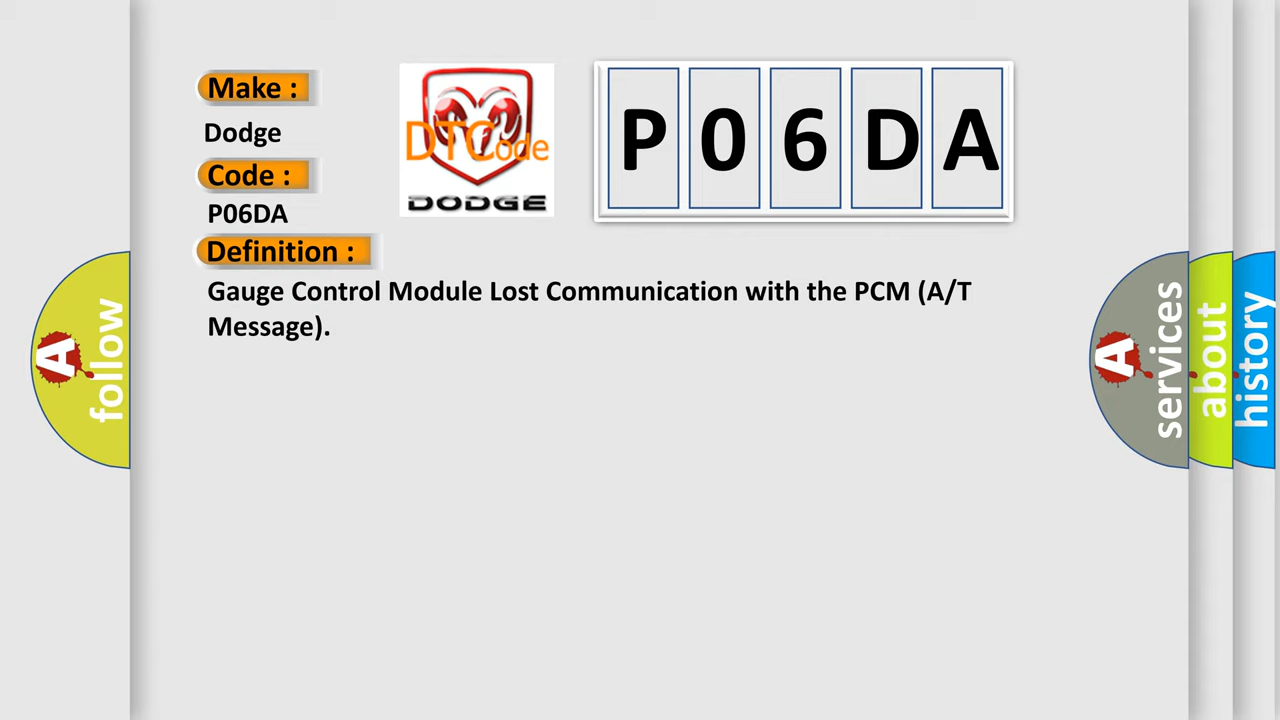 Make :
Dodge
Code :
P06DA
Definition :
Gauge Control Module Lost Communication with the PCM (A/T
Message).
DTCode
DODGE
P06DA
A follow
A services
about
history